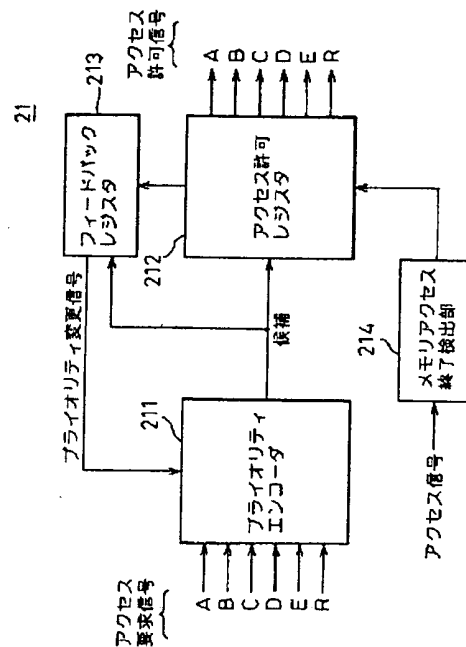 21
アクセス
要求信号
A
B
C
D
E
R
211
プライオリティ
エンコーダ
プライオリティ変更信号
候補
213
フィードバック
レジスタ
212
アクセス許可
レジスタ
アクセス
許可信号
A
B
C
D
E
R
アクセス信号
214
メモリアクセス
終了検出部